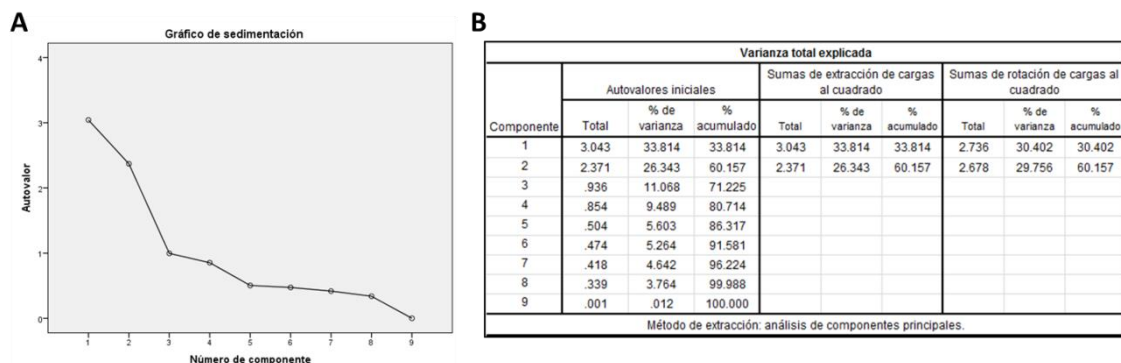 A
Gráfico de sedimentación
4
3
2
1
0
Autovalor
1 2 3 4 5 6 7 8 9
Número de componente
B
Varianza total explicada
Componente Autovalores iniciales Sumas de extracción de cargas al cuadrado Sumas de rotación de cargas al cuadrado
Total % de varianza % acumulado Total % de varianza % acumulado Total % de varianza % acumulado
1 3.043 33.814 33.814 3.043 33.814 33.814 2.736 30.402 30.402
2 2.371 26.343 60.157 2.371 26.343 60.157 2.678 29.756 60.157
3 .936 11.068 71.225
4 .854 9.489 80.714
5 .504 5.603 86.317
6 .474 5.264 91.581
7 .418 4.642 96.224
8 .339 3.764 99.988
9 .001 .012 100.000
Método de extracción: análisis de componentes principales.